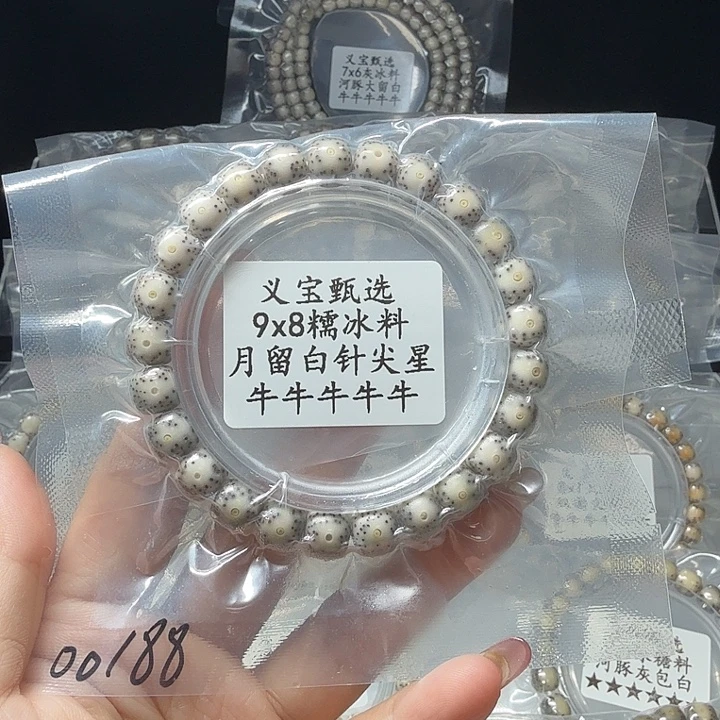 义宝甄选
7x6灰冰料
河豚大留白
牛牛牛牛牛
义宝甄选
9x8糯冰料
月留白针尖星
牛牛牛牛牛
00188
糖料
河豚灰包白